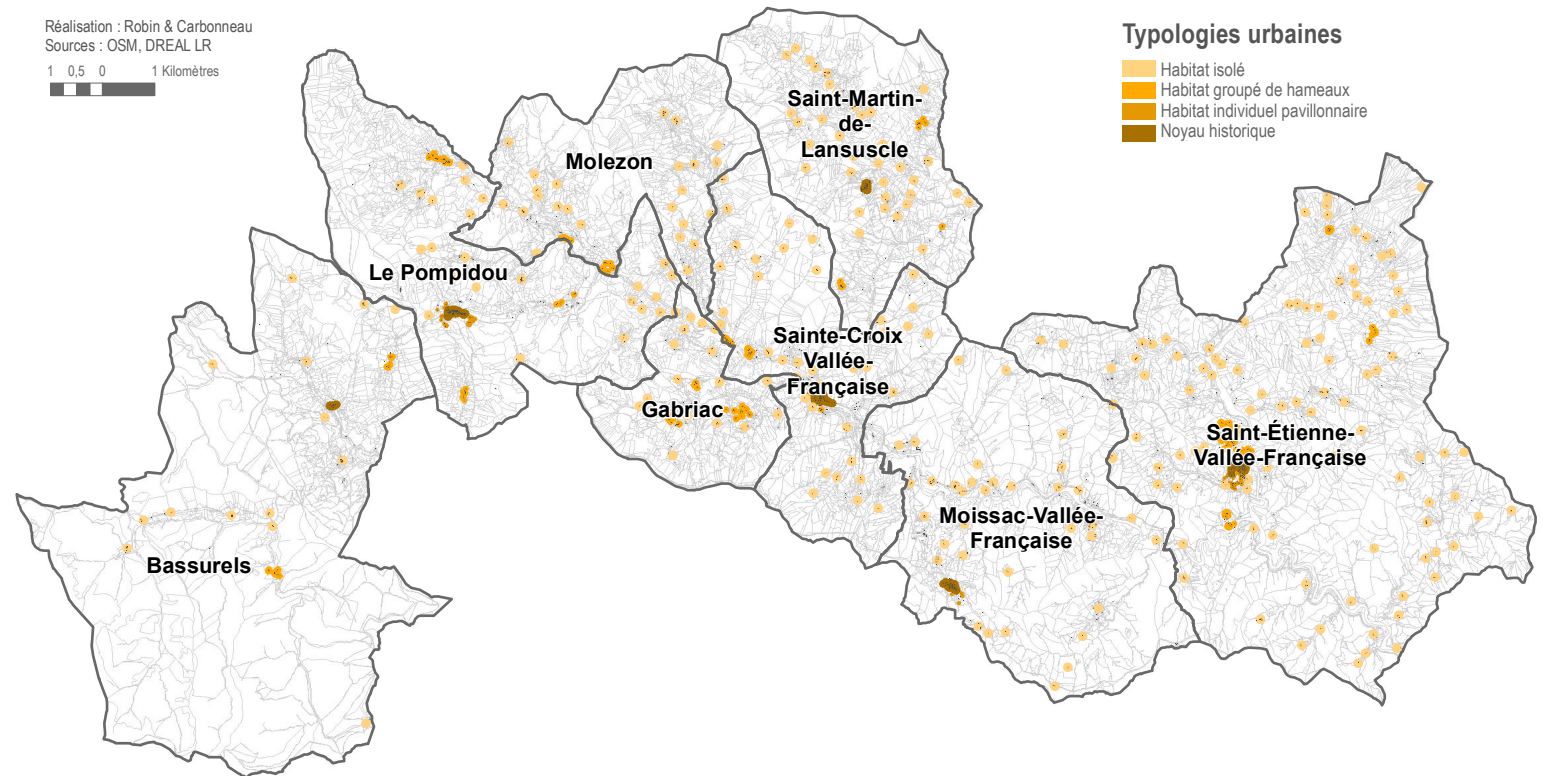 Réalisation : Robin & Carbonneau
Sources : OSM, DREAL LR
1 0,5 0 1 Kilomètres
Typologies urbaines
Habitat isolé
Habitat groupé de hameaux
Habitat individuel pavillonnaire
Noyau historique
Saint-Martin-
de-
Lansuscle
Molezon
Le Pompidou
Sainte-Croix
Vallée-
Française
Gabriac
Saint-Étienne-
Vallée-Française
Moissac-Vallée-
Française
Bassurels